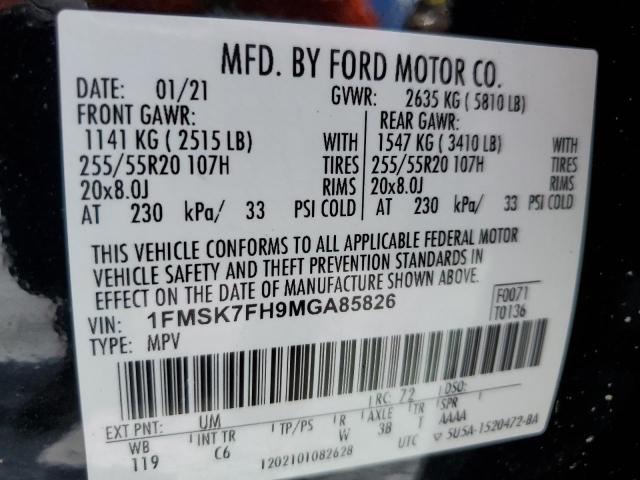 MFD. BY FORD MOTOR CO.
DATE: 01/21 GVWR: 2635 KG ( 5810 LB)
FRONT GAWR: REAR GAWR:
1141 KG ( 2515 LB) WITH 1547 KG ( 3410 LB) WITH
255/55R20 107H TIRES 255/55R20 107H TIRES
20x8.0J RIMS 20x8.0J RIMS
AT 230 kPa/ 33 PSI COLD AT 230 kPa/ 33 PSI COLD
THIS VEHICLE CONFORMS TO ALL APPLICABLE FEDERAL MOTOR
VEHICLE SAFETY AND THEFT PREVENTION STANDARDS IN
EFFECT ON THE DATE OF MANUFACTURE SHOWN ABOVE.
VIN: 1FMSK7FH9MGA85826 F0071
TYPE: MPV T0136
EXT PNT: UM RC: 72 DSO:
WB INT TR TP/PS R AXLE TR SPR
119 C6 W 3B T AAAA
1202101082628 UTC 5U5A-1520472-BA